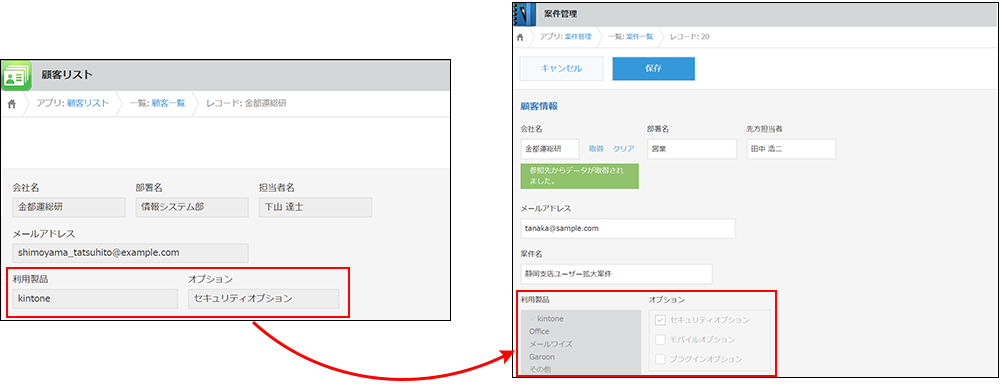 顧客リスト
アプリ: 顧客リスト 一覧: 顧客一覧 レコード: 金都運総研
会社名 部署名 担当者名
金都運総研 情報システム部 下山 達士
メールアドレス
shimoyama_tatsuhito@example.com
利用製品 オプション
kintone セキュリティオプション
案件管理
アプリ: 案件管理 一覧: 案件一覧 レコード: 20
キャンセル 保存
顧客情報
会社名 部署名 先方担当者
金都運総研 取得 クリア 営業 田中 浩二
参照先からデータが取得され
ました。
メールアドレス
tanaka@sample.com
案件名
静岡支店ユーザー拡大案件
利用製品 オプション
kintone セキュリティオプション
Office
メールワイズ モバイルオプション
Garoon プラグインオプション
その他